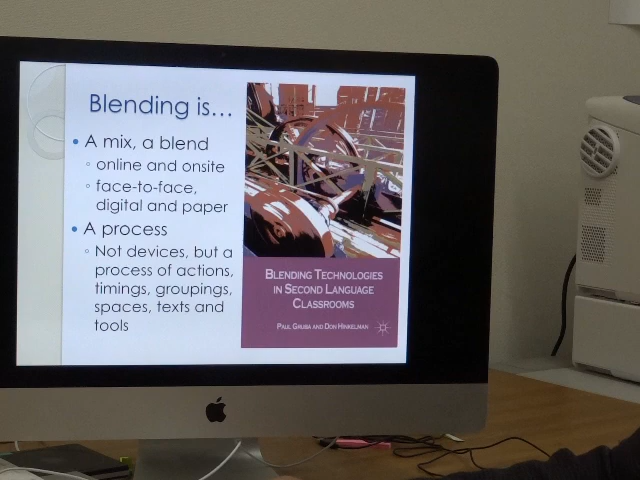 Blending is…
• A mix, a blend
◦ online and onsite
◦ face-to-face,
digital and paper
• A process
◦ Not devices, but a
process of actions,
timings, groupings,
spaces, texts and
tools
BLENDING TECHNOLOGIES
IN SECOND LANGUAGE
CLASSROOMS
PAUL GRUBA AND DON HINKELMAN